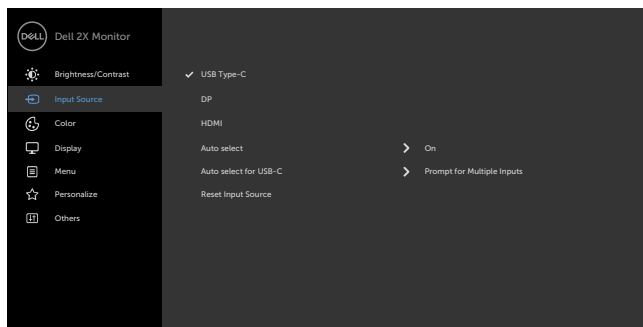 DELL
Dell 2X Monitor
Brightness/Contrast
Input Source
Color
Display
Menu
Personalize
Others
USB Type-C
DP
HDMI
Auto select
On
Auto select for USB-C
Prompt for Multiple Inputs
Reset Input Source